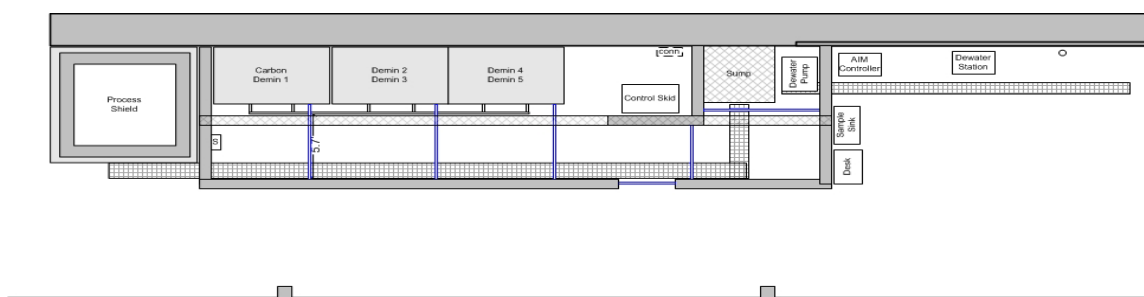 Process
Shield
Carbon
Demin 1
Demin 2
Demin 3
Demin 4
Demin 5
conn
Control Skid
Sump
Dewater
Pump
AIM
Controller
Dewater
Station
Sample
Sink
Desk
S
5.7'